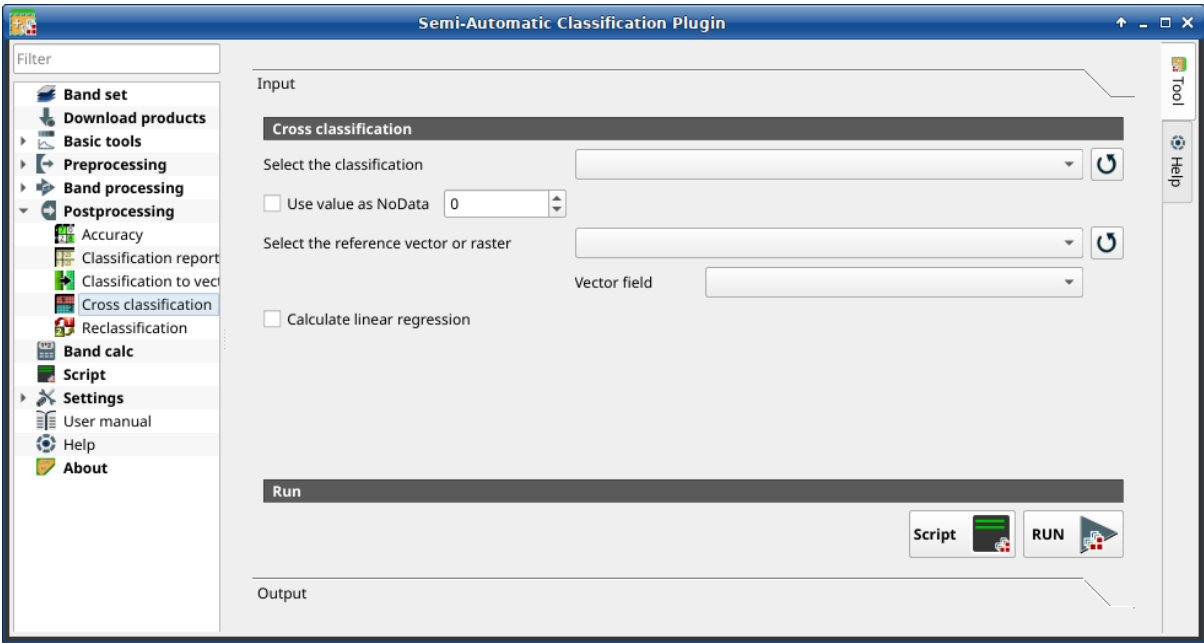 Semi-Automatic Classification Plugin
Filter
Band set
Download products
Basic tools
Preprocessing
Band processing
Postprocessing
Accuracy
Classification report
Classification to vect
Cross classification
Reclassification
Band calc
Script
Settings
User manual
Help
About
Input
Cross classification
Select the classification
Use value as NoData 0
Select the reference vector or raster
Vector field
Calculate linear regression
Run
Script RUN
Output
Tool
Help